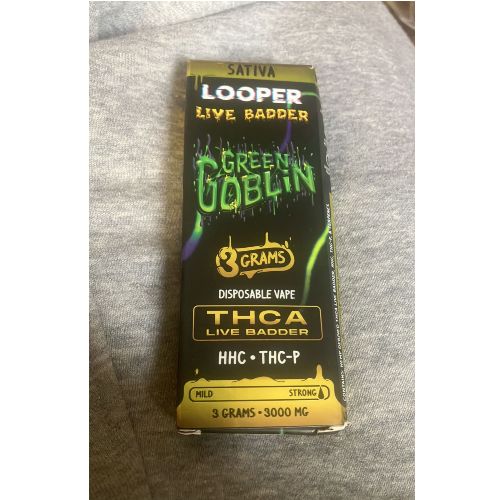 SATIVA
LOOPER
LIVE BADDER
GREEN
GOBLIN
3 GRAMS
DISPOSABLE VAPE
THCA
LIVE BADDER
HHC • THC-P
MILD STRONG
3 GRAMS • 3000 MG